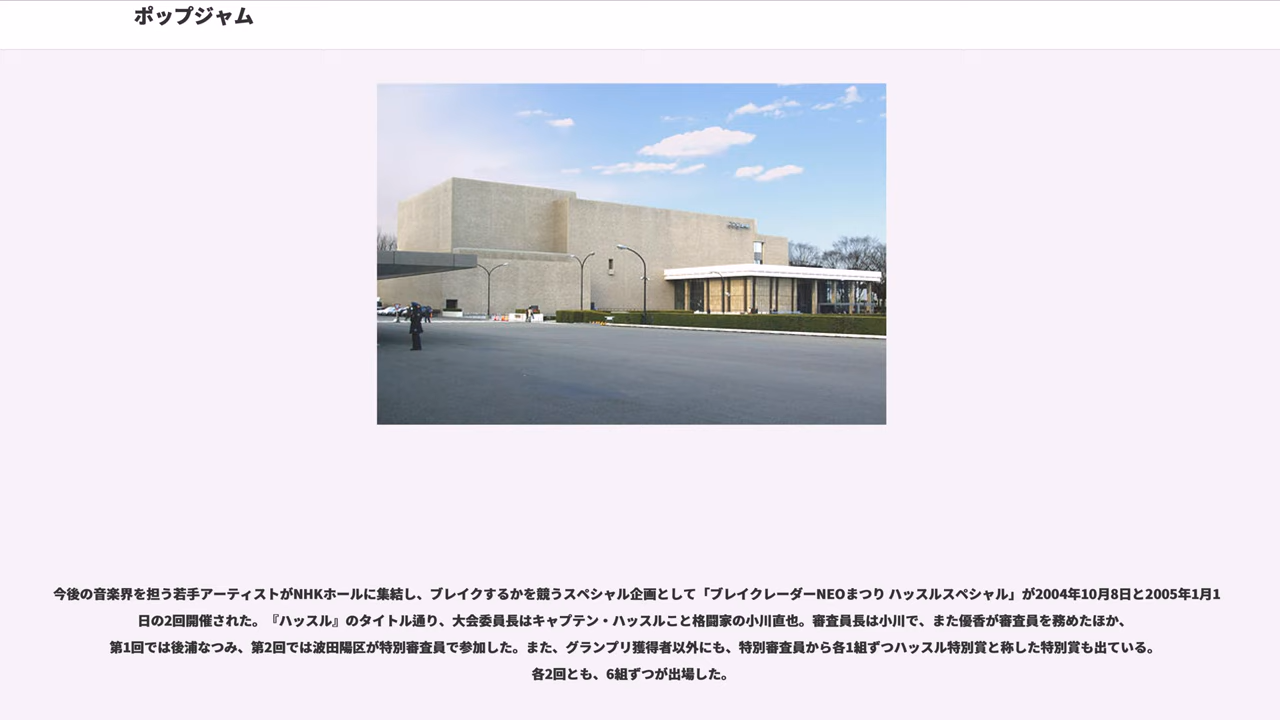 ポップジャム
今後の音楽界を担う若手アーティストがNHKホールに集結し、ブレイクするかを競うスペシャル企画として「ブレイクレーダーNEOまつり ハッスルスペシャル」が2004年10月8日と2005年1月1
日の2回開催された。『ハッスル』のタイトル通り、大会委員長はキャプテン・ハッスルこと格闘家の小川直也。審査員長は小川で、また優香が審査員を務めたほか、
第1回では後浦なつみ、第2回では波田陽区が特別審査員で参加した。また、グランプリ獲得者以外にも、特別審査員から各1組ずつハッスル特別賞と称した特別賞も出ている。
各2回とも、6組ずつが出場した。